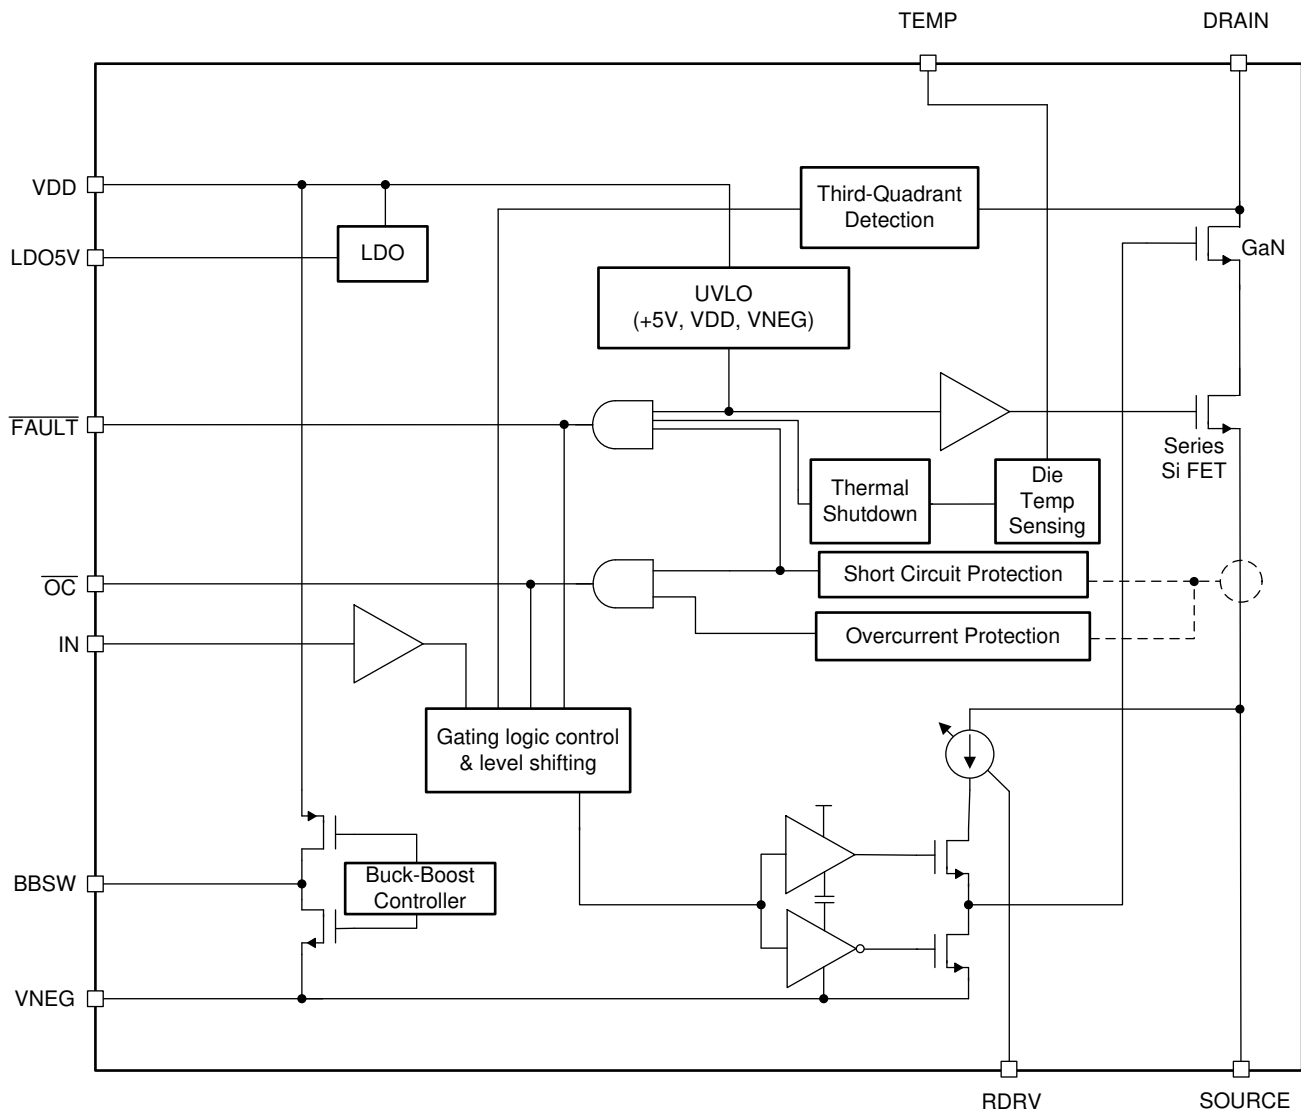 TEMP
DRAIN
VDD
Third-Quadrant
Detection
LDO5V
LDO
GaN
UVLO
(+5V, VDD, VNEG)
FAULT
Series
Si FET
Thermal
Shutdown
Die
Temp
Sensing
OC
Short Circuit Protection
IN
Overcurrent Protection
Gating logic control
& level shifting
BBSW
Buck-Boost
Controller
VNEG
RDRV
SOURCE